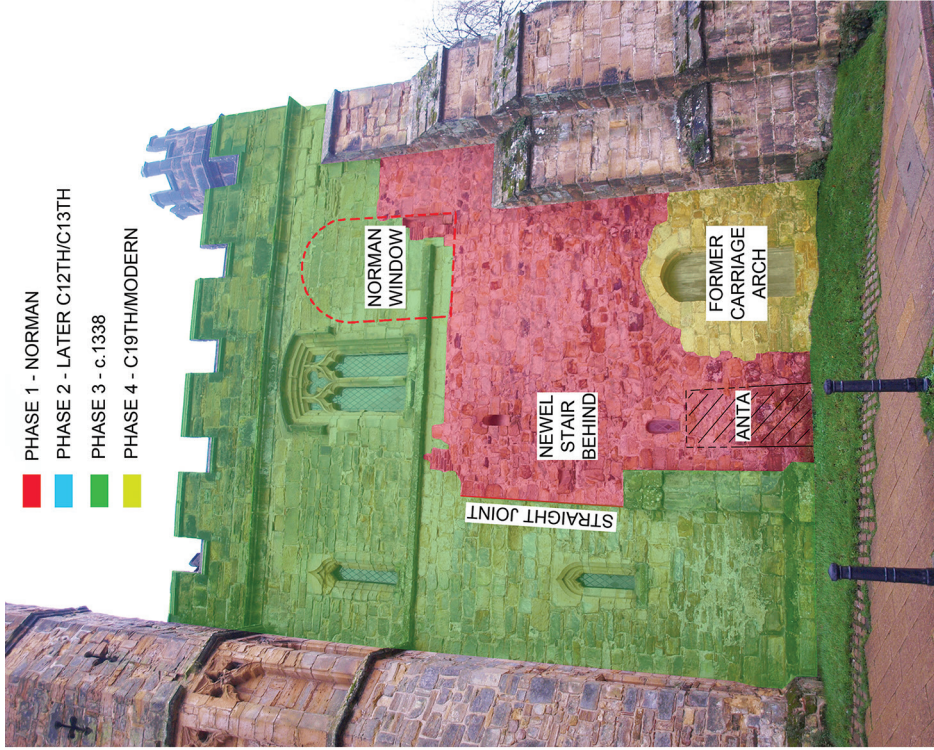 PHASE 1 - NORMAN
PHASE 2 - LATER C12TH/C13TH
PHASE 3 - c.1338
PHASE 4 - C19TH/MODERN
NORMAN
WINDOW
FORMER
CARRIAGE
ARCH
NEWEL
STAIR
BEHIND
ANTA
STRAIGHT JOINT